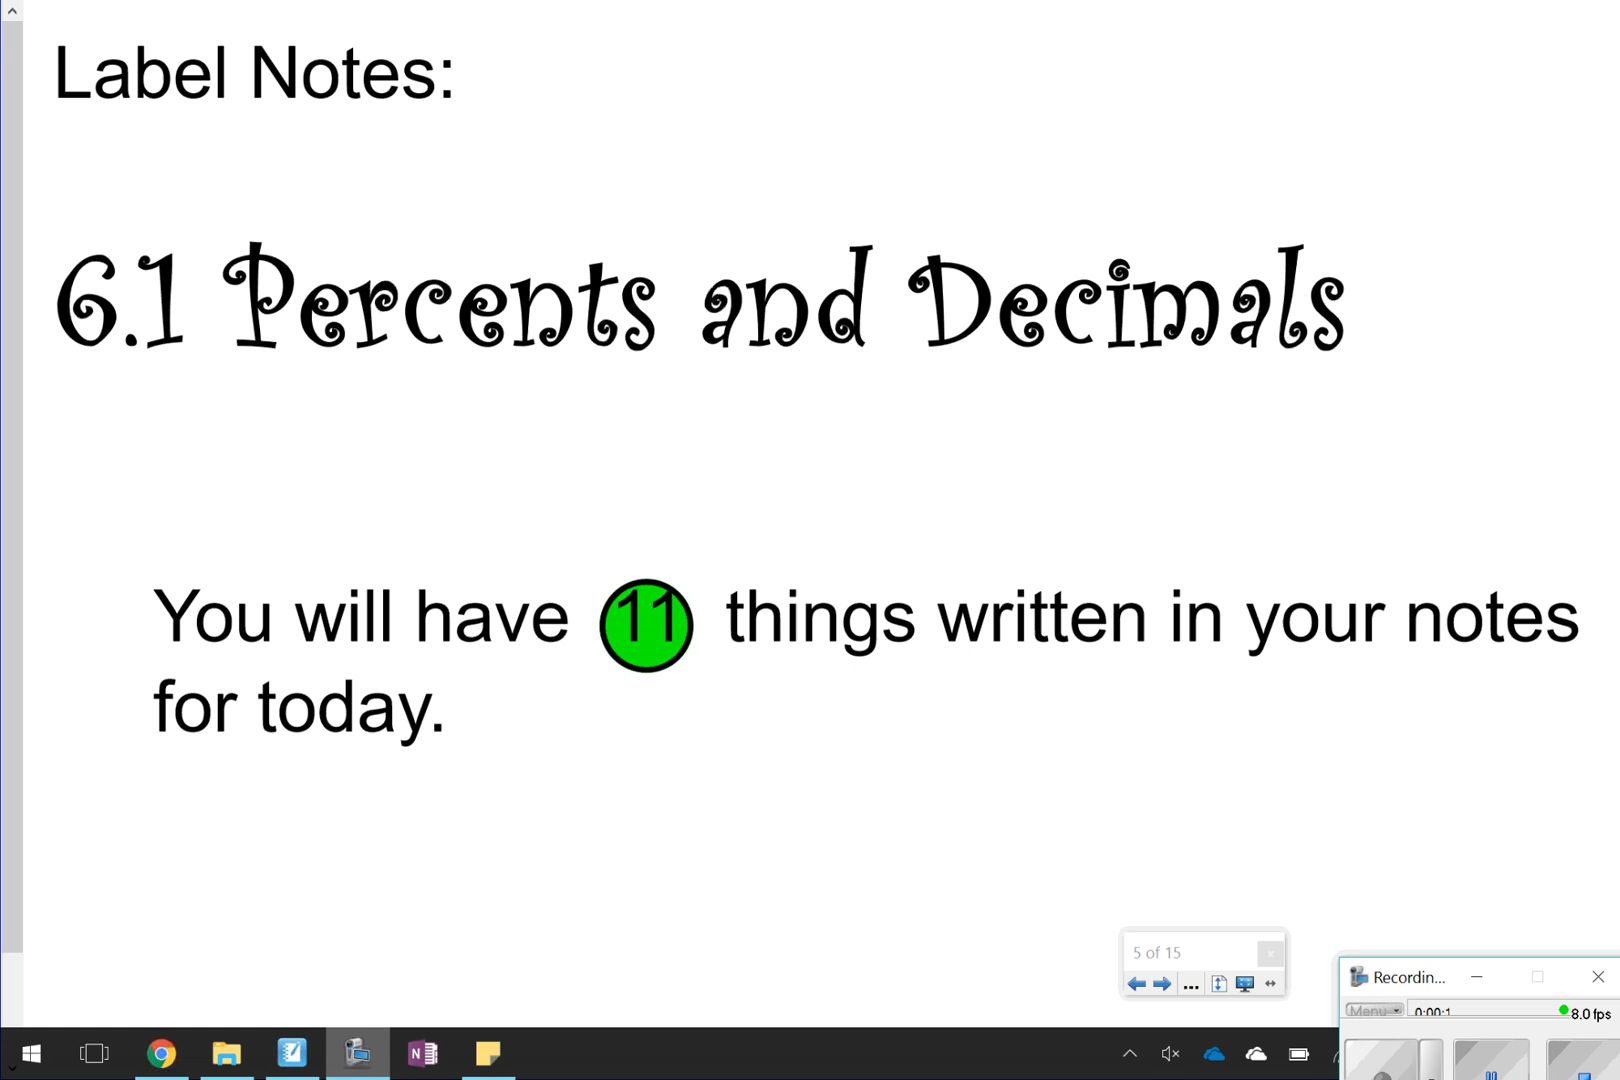 Label Notes:
6.1 Percents and Decimals
You will have 11 things written in your notes
for today.
5 of 15
Recordin...
Menu
8.0 fps
N